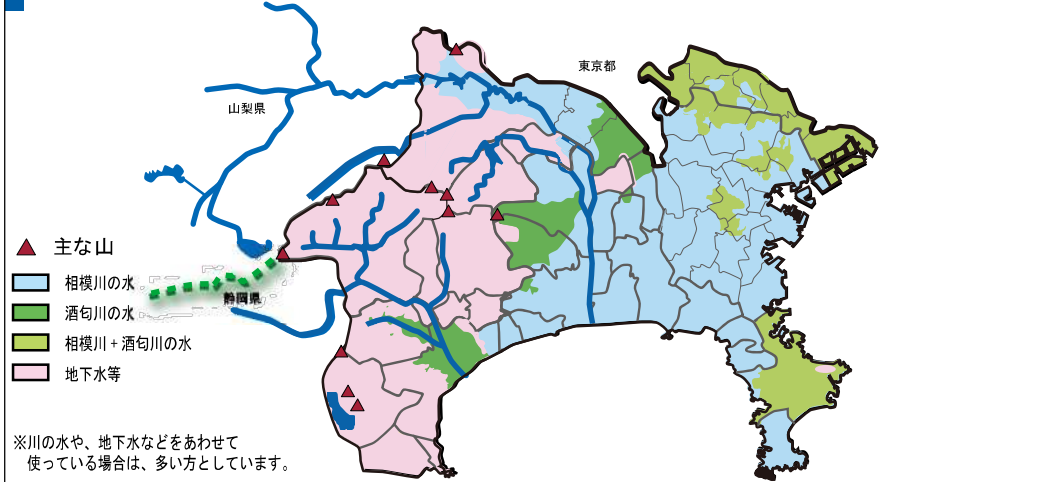 東京都
山梨県
主な山
相模川の水
静岡県
酒匂川の水
相模川+酒匂川の水
地下水等
※川の水や、地下水などをあわせて
使っている場合は、多い方としています。